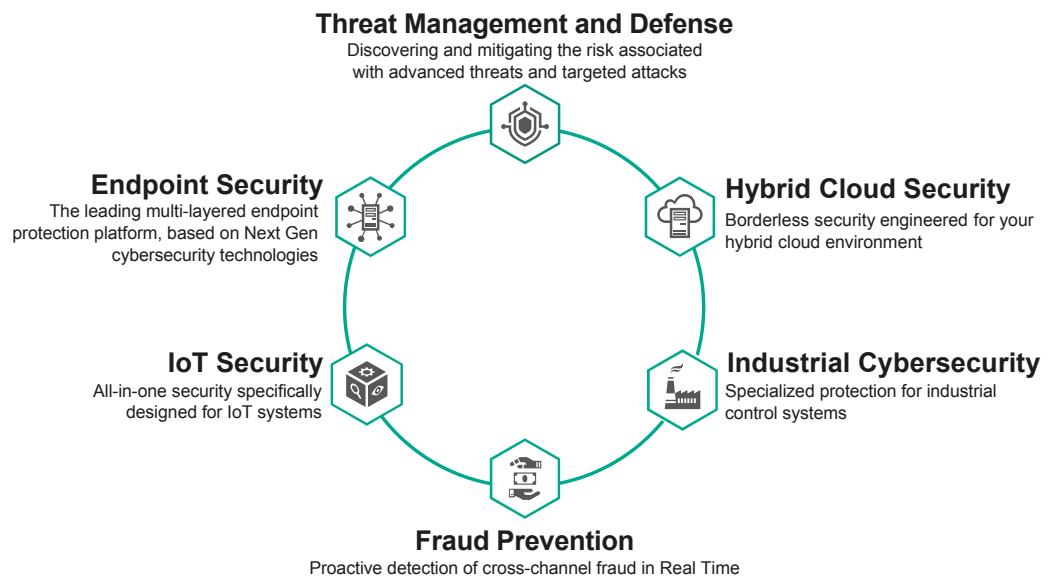 Threat Management and Defense
Discovering and mitigating the risk associated
with advanced threats and targeted attacks
Endpoint Security
The leading multi-layered endpoint
protection platform, based on Next Gen
cybersecurity technologies
Hybrid Cloud Security
Borderless security engineered for your
hybrid cloud environment
IoT Security
All-in-one security specifically
designed for IoT systems
Industrial Cybersecurity
Specialized protection for industrial
control systems
Fraud Prevention
Proactive detection of cross-channel fraud in Real Time